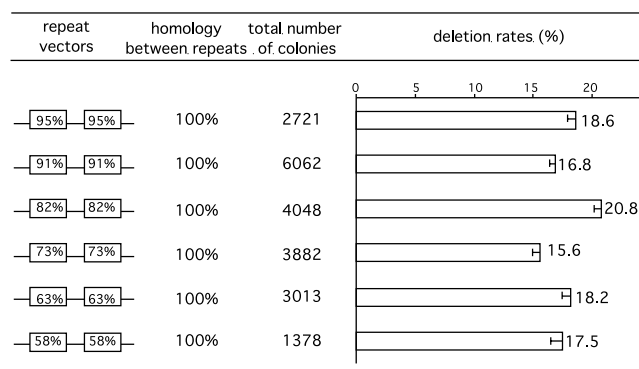 repeat vectors
homology between repeats
total number of colonies
deletion rates (%)
0 5 10 15 20
95% 95% 100% 2721 18.6
91% 91% 100% 6062 16.8
82% 82% 100% 4048 20.8
73% 73% 100% 3882 15.6
63% 63% 100% 3013 18.2
58% 58% 100% 1378 17.5